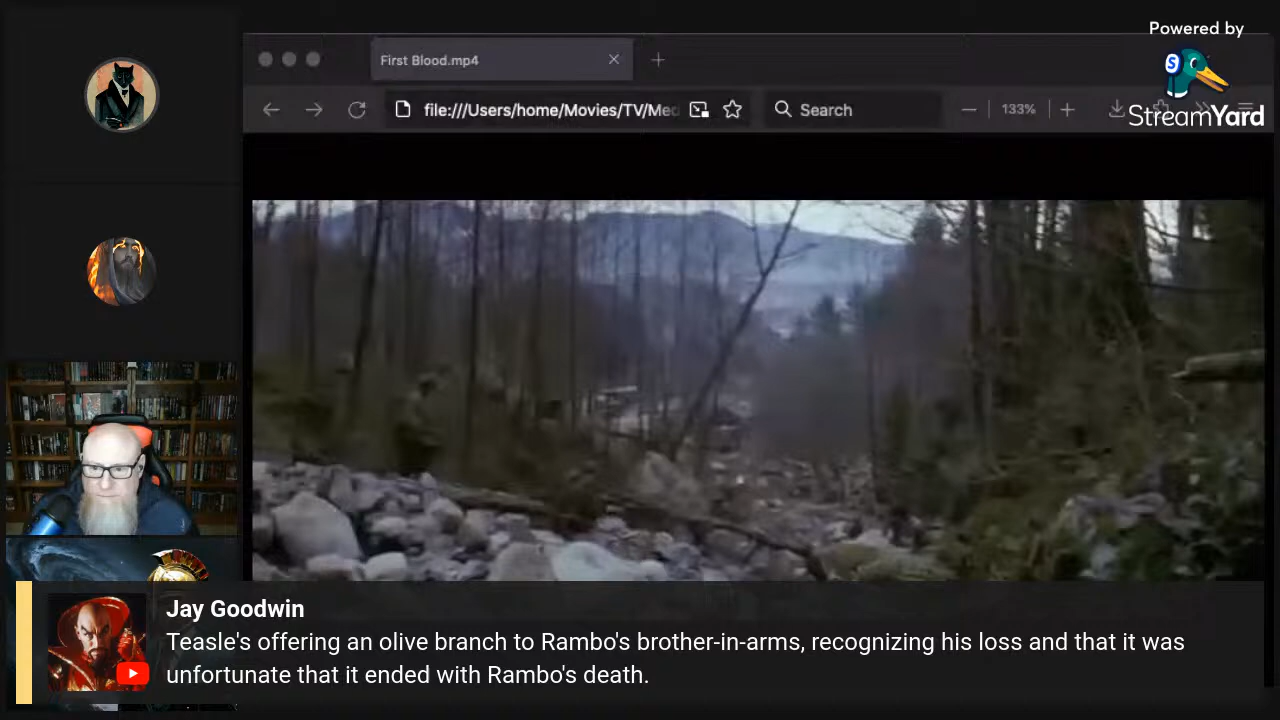 Powered by
StreamYard
First Blood.mp4
file:///Users/home/Movies/TV/Med
Search
133%
Jay Goodwin
Teasle's offering an olive branch to Rambo's brother-in-arms, recognizing his loss and that it was
unfortunate that it ended with Rambo's death.